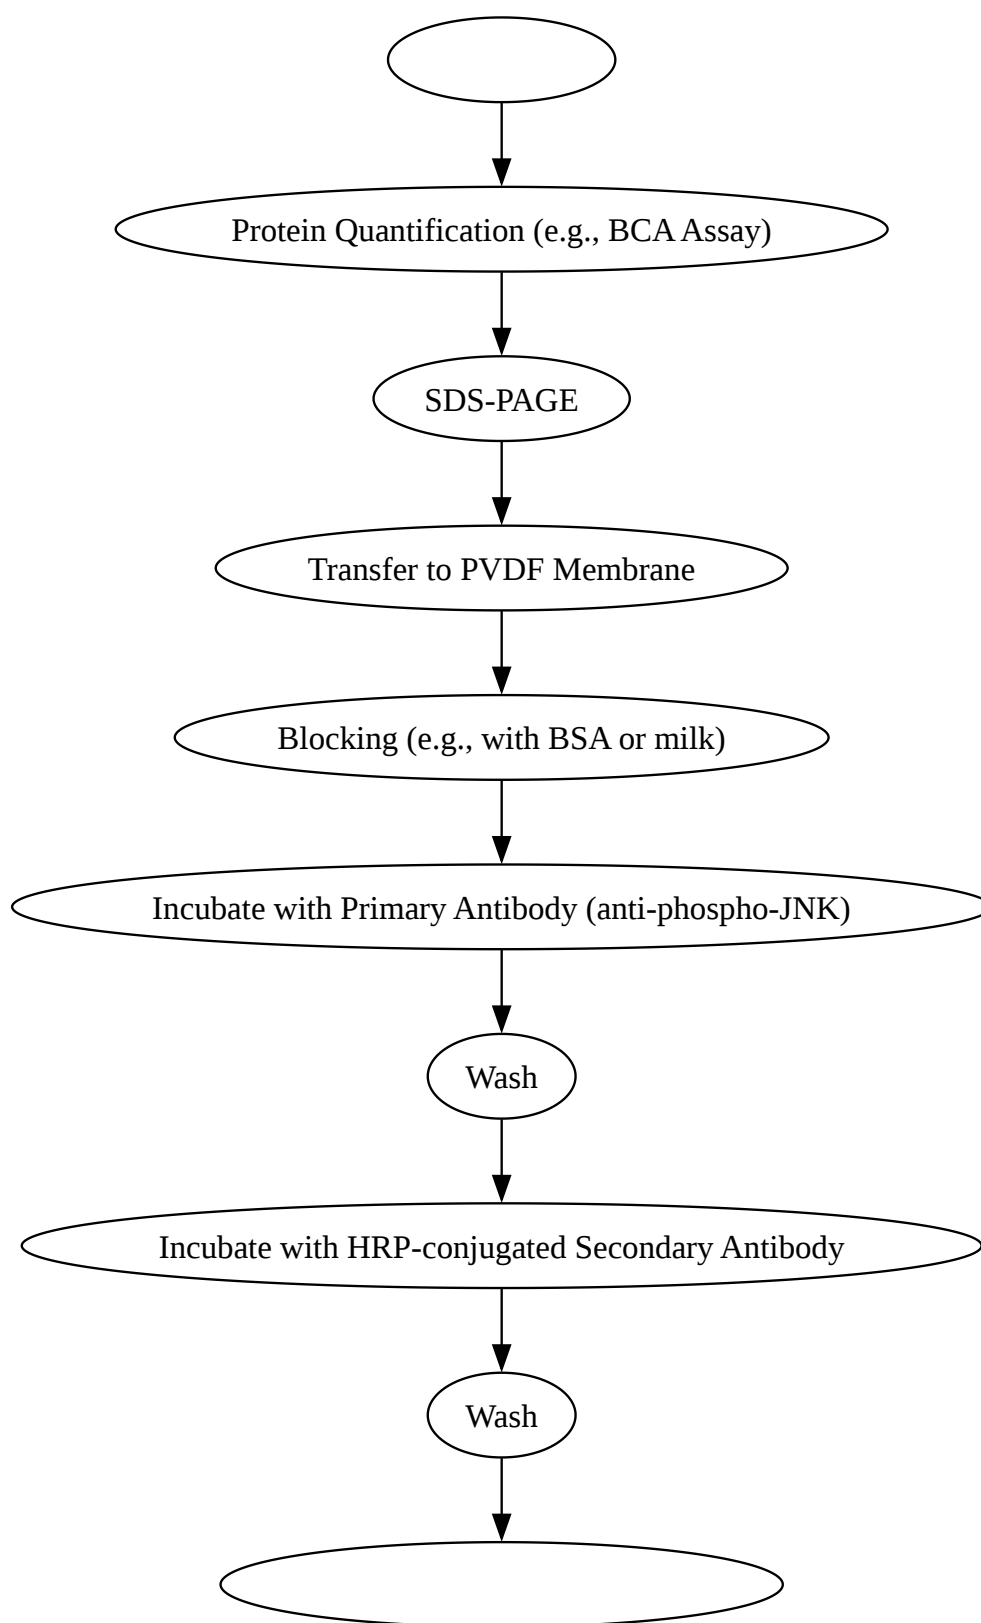 Protein Quantification (e.g., BCA Assay)
SDS-PAGE
Transfer to PVDF Membrane
Blocking (e.g., with BSA or milk)
Incubate with Primary Antibody (anti-phospho-JNK)
Wash
Incubate with HRP-conjugated Secondary Antibody
Wash